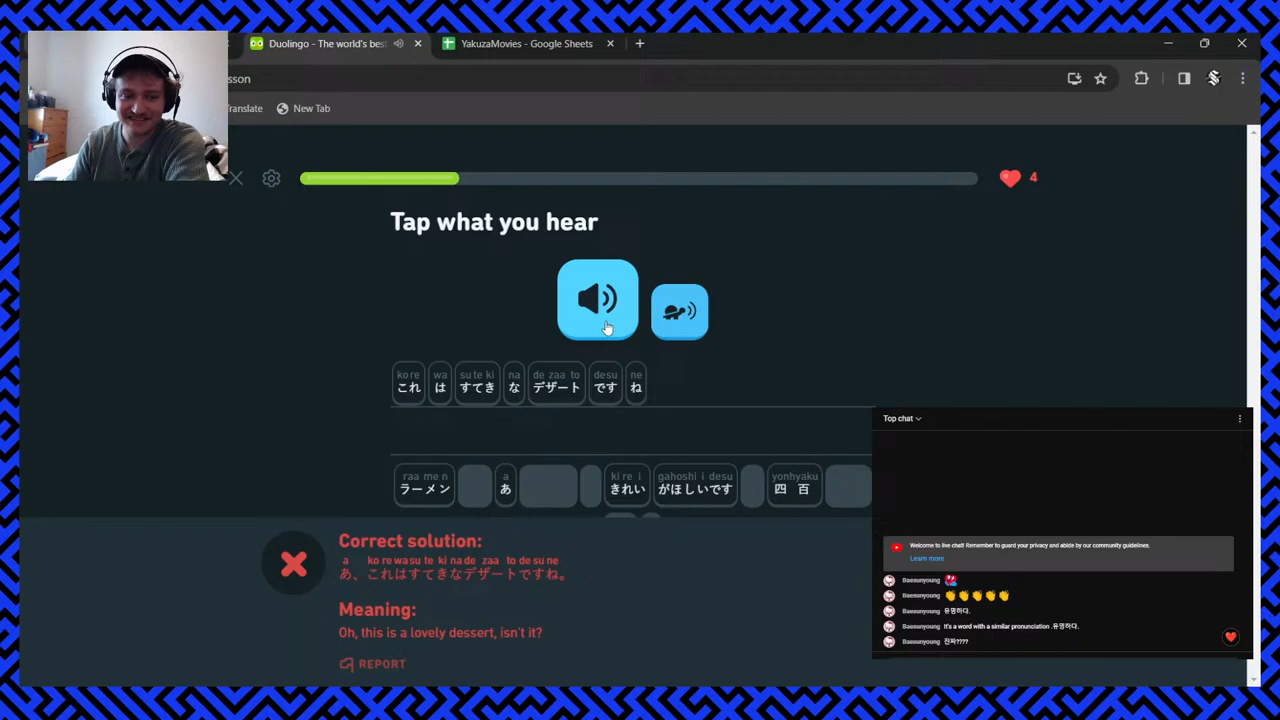 Duolingo - The world's bes
YakuzaMovies - Google Sheets
sson
ranslate
New Tab
4
Tap what you hear
ko re wa su te ki na de zaa to desu ne
これ は すてき な デザート です ね
raa me n a ki re i gahoshi i desu yonhyaku
ラーメン あ きれい がほしいです 四 百
Correct solution:
a ko re wa su te ki na de zaa to de su ne
あ、これはすてきなデザートですね。
Meaning:
Oh, this is a lovely dessert, isn't it?
REPORT
Top chat
Welcome to live chat! Remember to guard your privacy and abide by our community guidelines.
Learn more
Baesunyoung
Baesunyoung
Baesunyoung 유명하다.
Baesunyoung It's a word with a similar pronunciation .유명하다.
Baesunyoung 진짜????